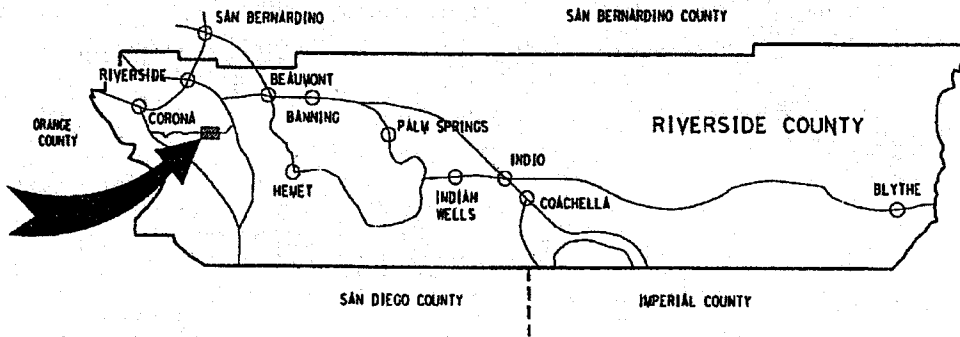 SAN BERNARDINO
SAN BERNARDINO COUNTY
RIVERSIDE
BEAUMONT
CORONA
BANNING
PALM SPRINGS
RIVERSIDE COUNTY
ORANGE
COUNTY
HEMET
INDIO
INDIAN
WELLS
COACHELLA
BLYTHE
SAN DIEGO COUNTY
IMPERIAL COUNTY